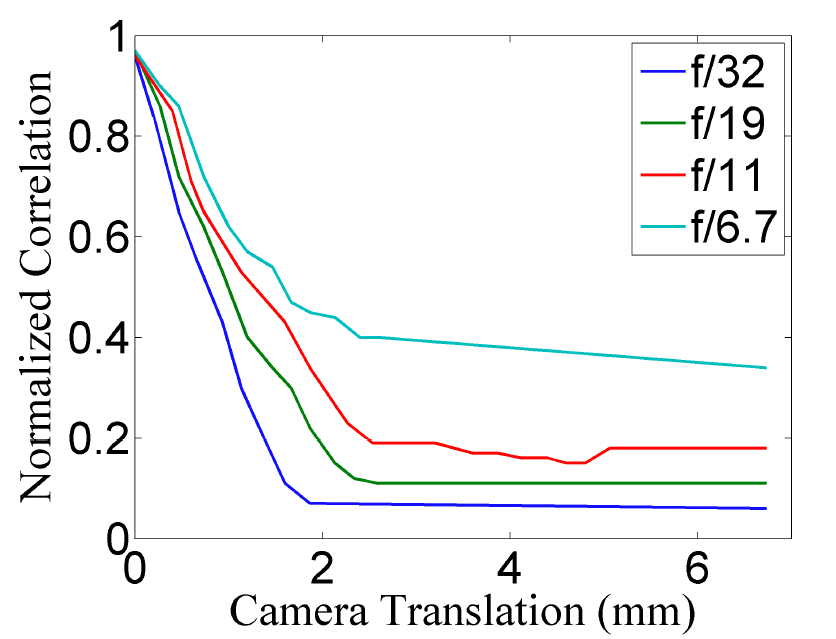 Normalized Correlation
1
0.8
0.6
0.4
0.2
0
0
2
4
6
Camera Translation (mm)
f/32
f/19
f/11
f/6.7